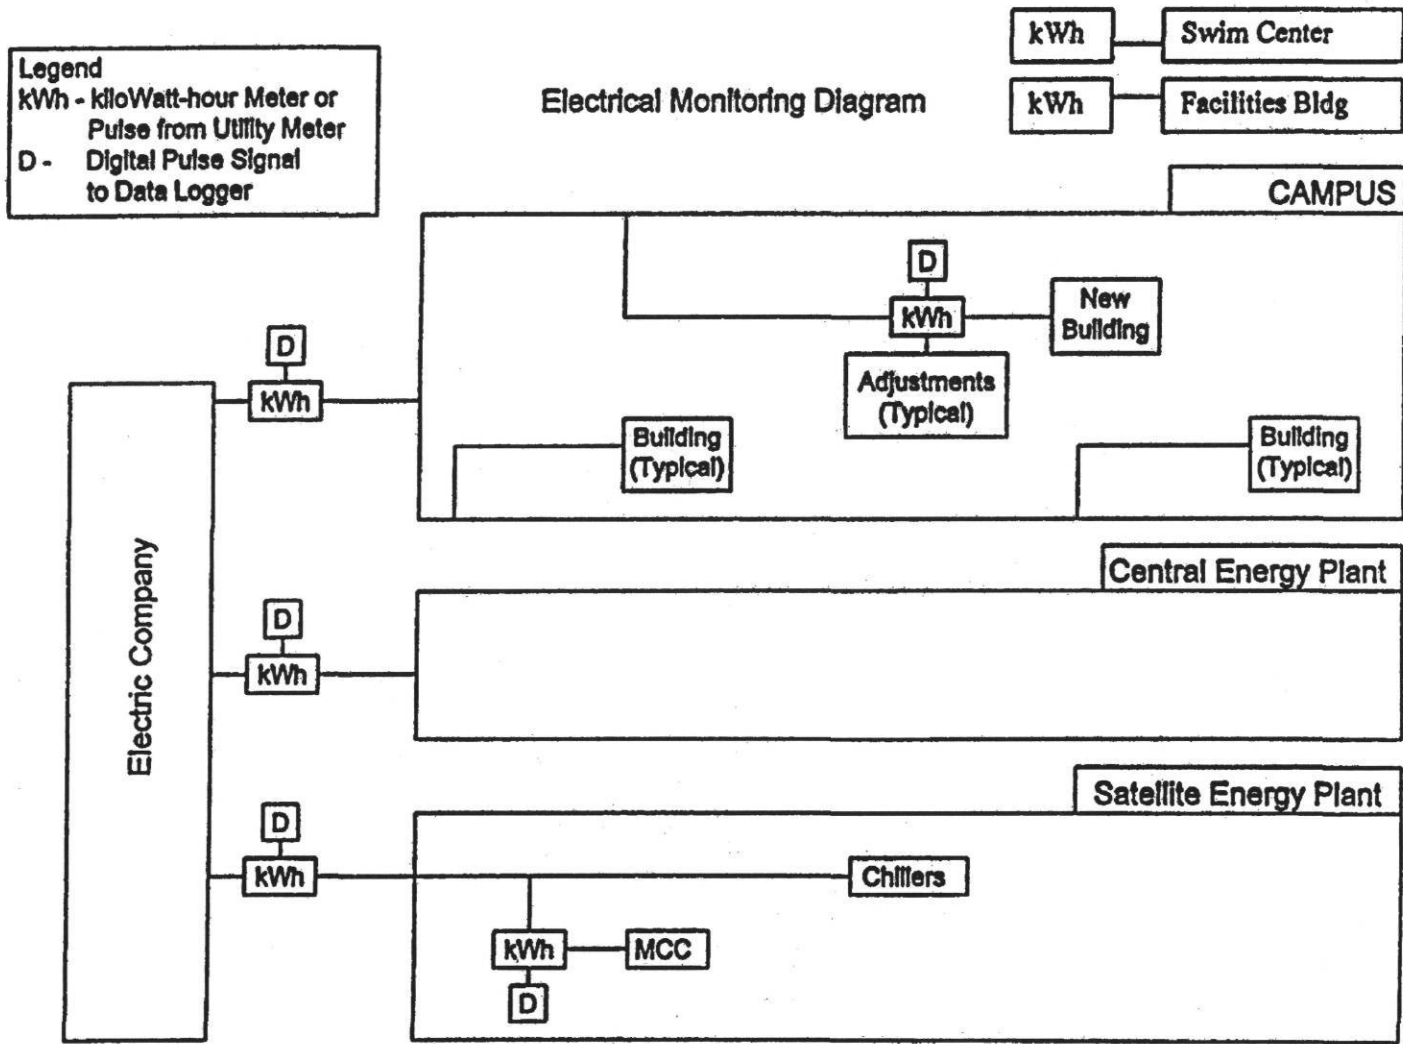 Legend
kWh - kiloWatt-hour Meter or
Pulse from Utility Meter
D - Digital Pulse Signal
to Data Logger
Electrical Monitoring Diagram
kWh Swim Center
kWh Facilities Bldg
CAMPUS
D
kWh
New
Building
Adjustments
(Typical)
D
kWh
Building
(Typical)
Building
(Typical)
Electric Company
Central Energy Plant
D
kWh
Satellite Energy Plant
D
kWh
Chillers
kWh
MCC
D